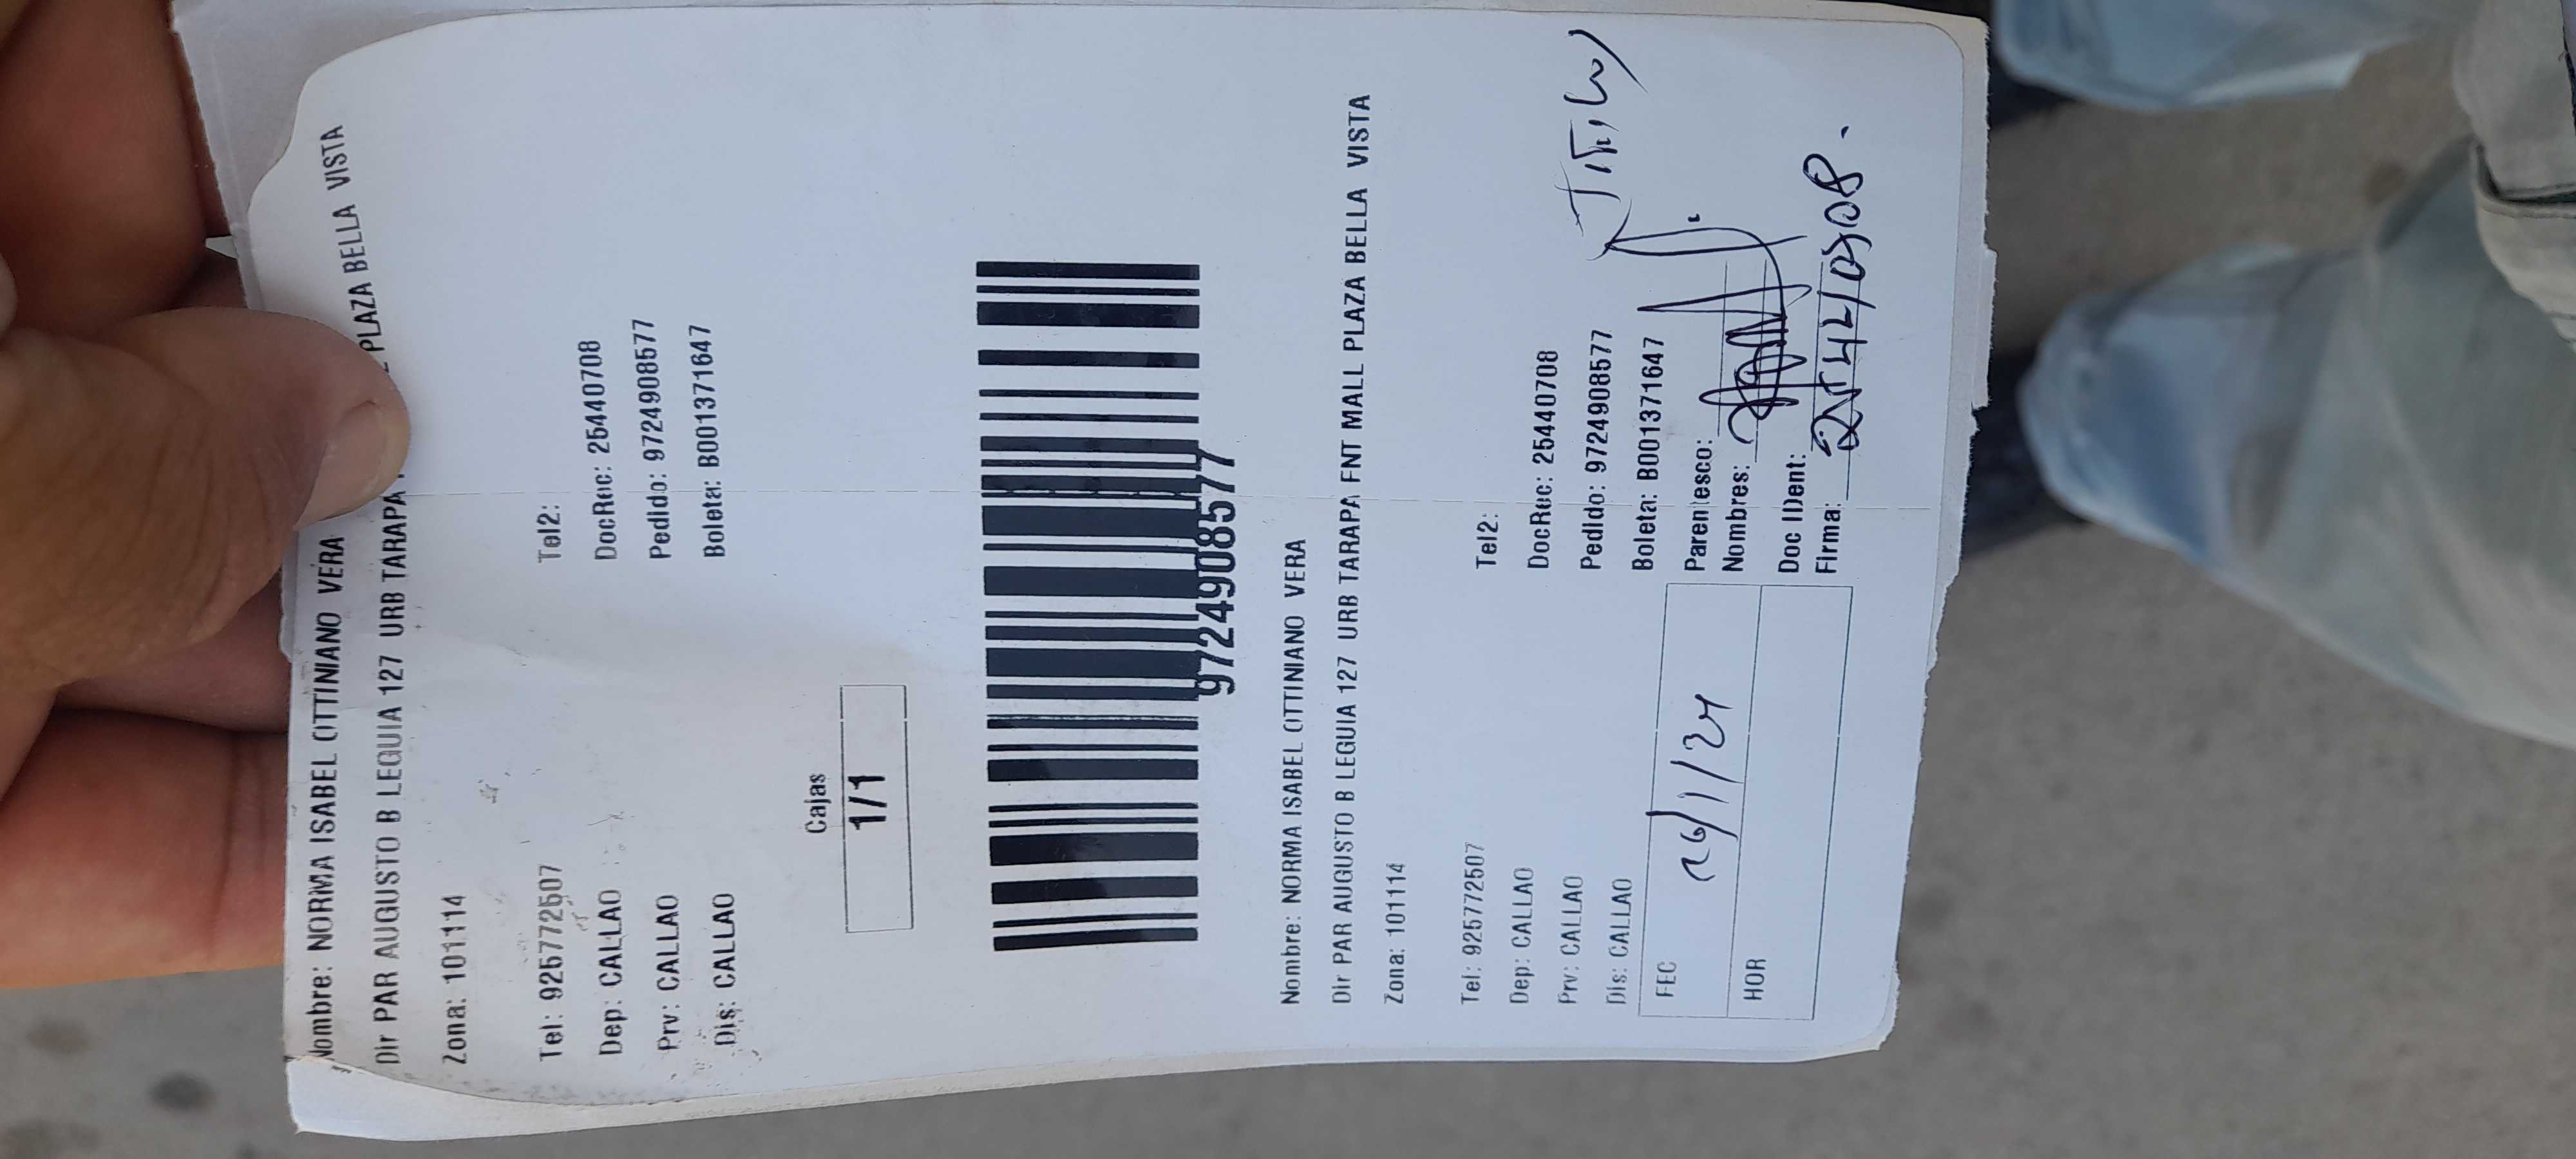 Nombre: NORMA ISABEL OTTINIANO VERA
Dir PAR AUGUSTO B LEGUIA 127 URB TARAPA PLAZA BELLA VISTA
Zona: 101114
Tel: 925772507 Tel2:
Dep: CALLAO DocRec: 25440708
Prv: CALLAO Pedido: 9724908577
Dis: CALLAO Boleta: B001371647
Cajas
1/1
9724908577
Nombre: NORMA ISABEL OTTINIANO VERA
Dir PAR AUGUSTO B LEGUIA 127 URB TARAPA FNT MALL PLAZA BELLA VISTA
Zona: 101114
Tel: 925772507 Tel2:
Dep: CALLAO DocRec: 25440708
Prv: CALLAO Pedido: 9724908577
Dis: CALLAO Boleta: B001371647
FEC 26/1/24 Parentesco:
Nombres:
HOR Doc IDent:
Firma: